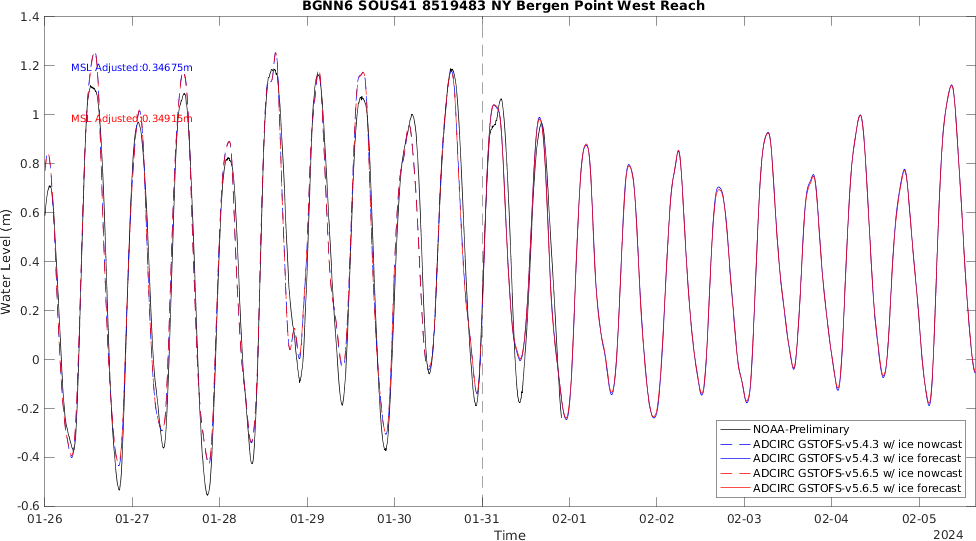 BGNN6 SOUS41 8519483 NY Bergen Point West Reach
1.4
1.2
1
0.8
0.6
0.4
0.2
0
-0.2
-0.4
-0.6
Water Level (m)
MSL Adjusted:0.34675m
MSL Adjusted:0.34915m
NOAA-Preliminary
ADCIRC GSTOFS-v5.4.3 w/ ice nowcast
ADCIRC GSTOFS-v5.4.3 w/ ice forecast
ADCIRC GSTOFS-v5.6.5 w/ ice nowcast
ADCIRC GSTOFS-v5.6.5 w/ ice forecast
01-26 01-27 01-28 01-29 01-30 01-31 02-01 02-02 02-03 02-04 02-05
Time
2024